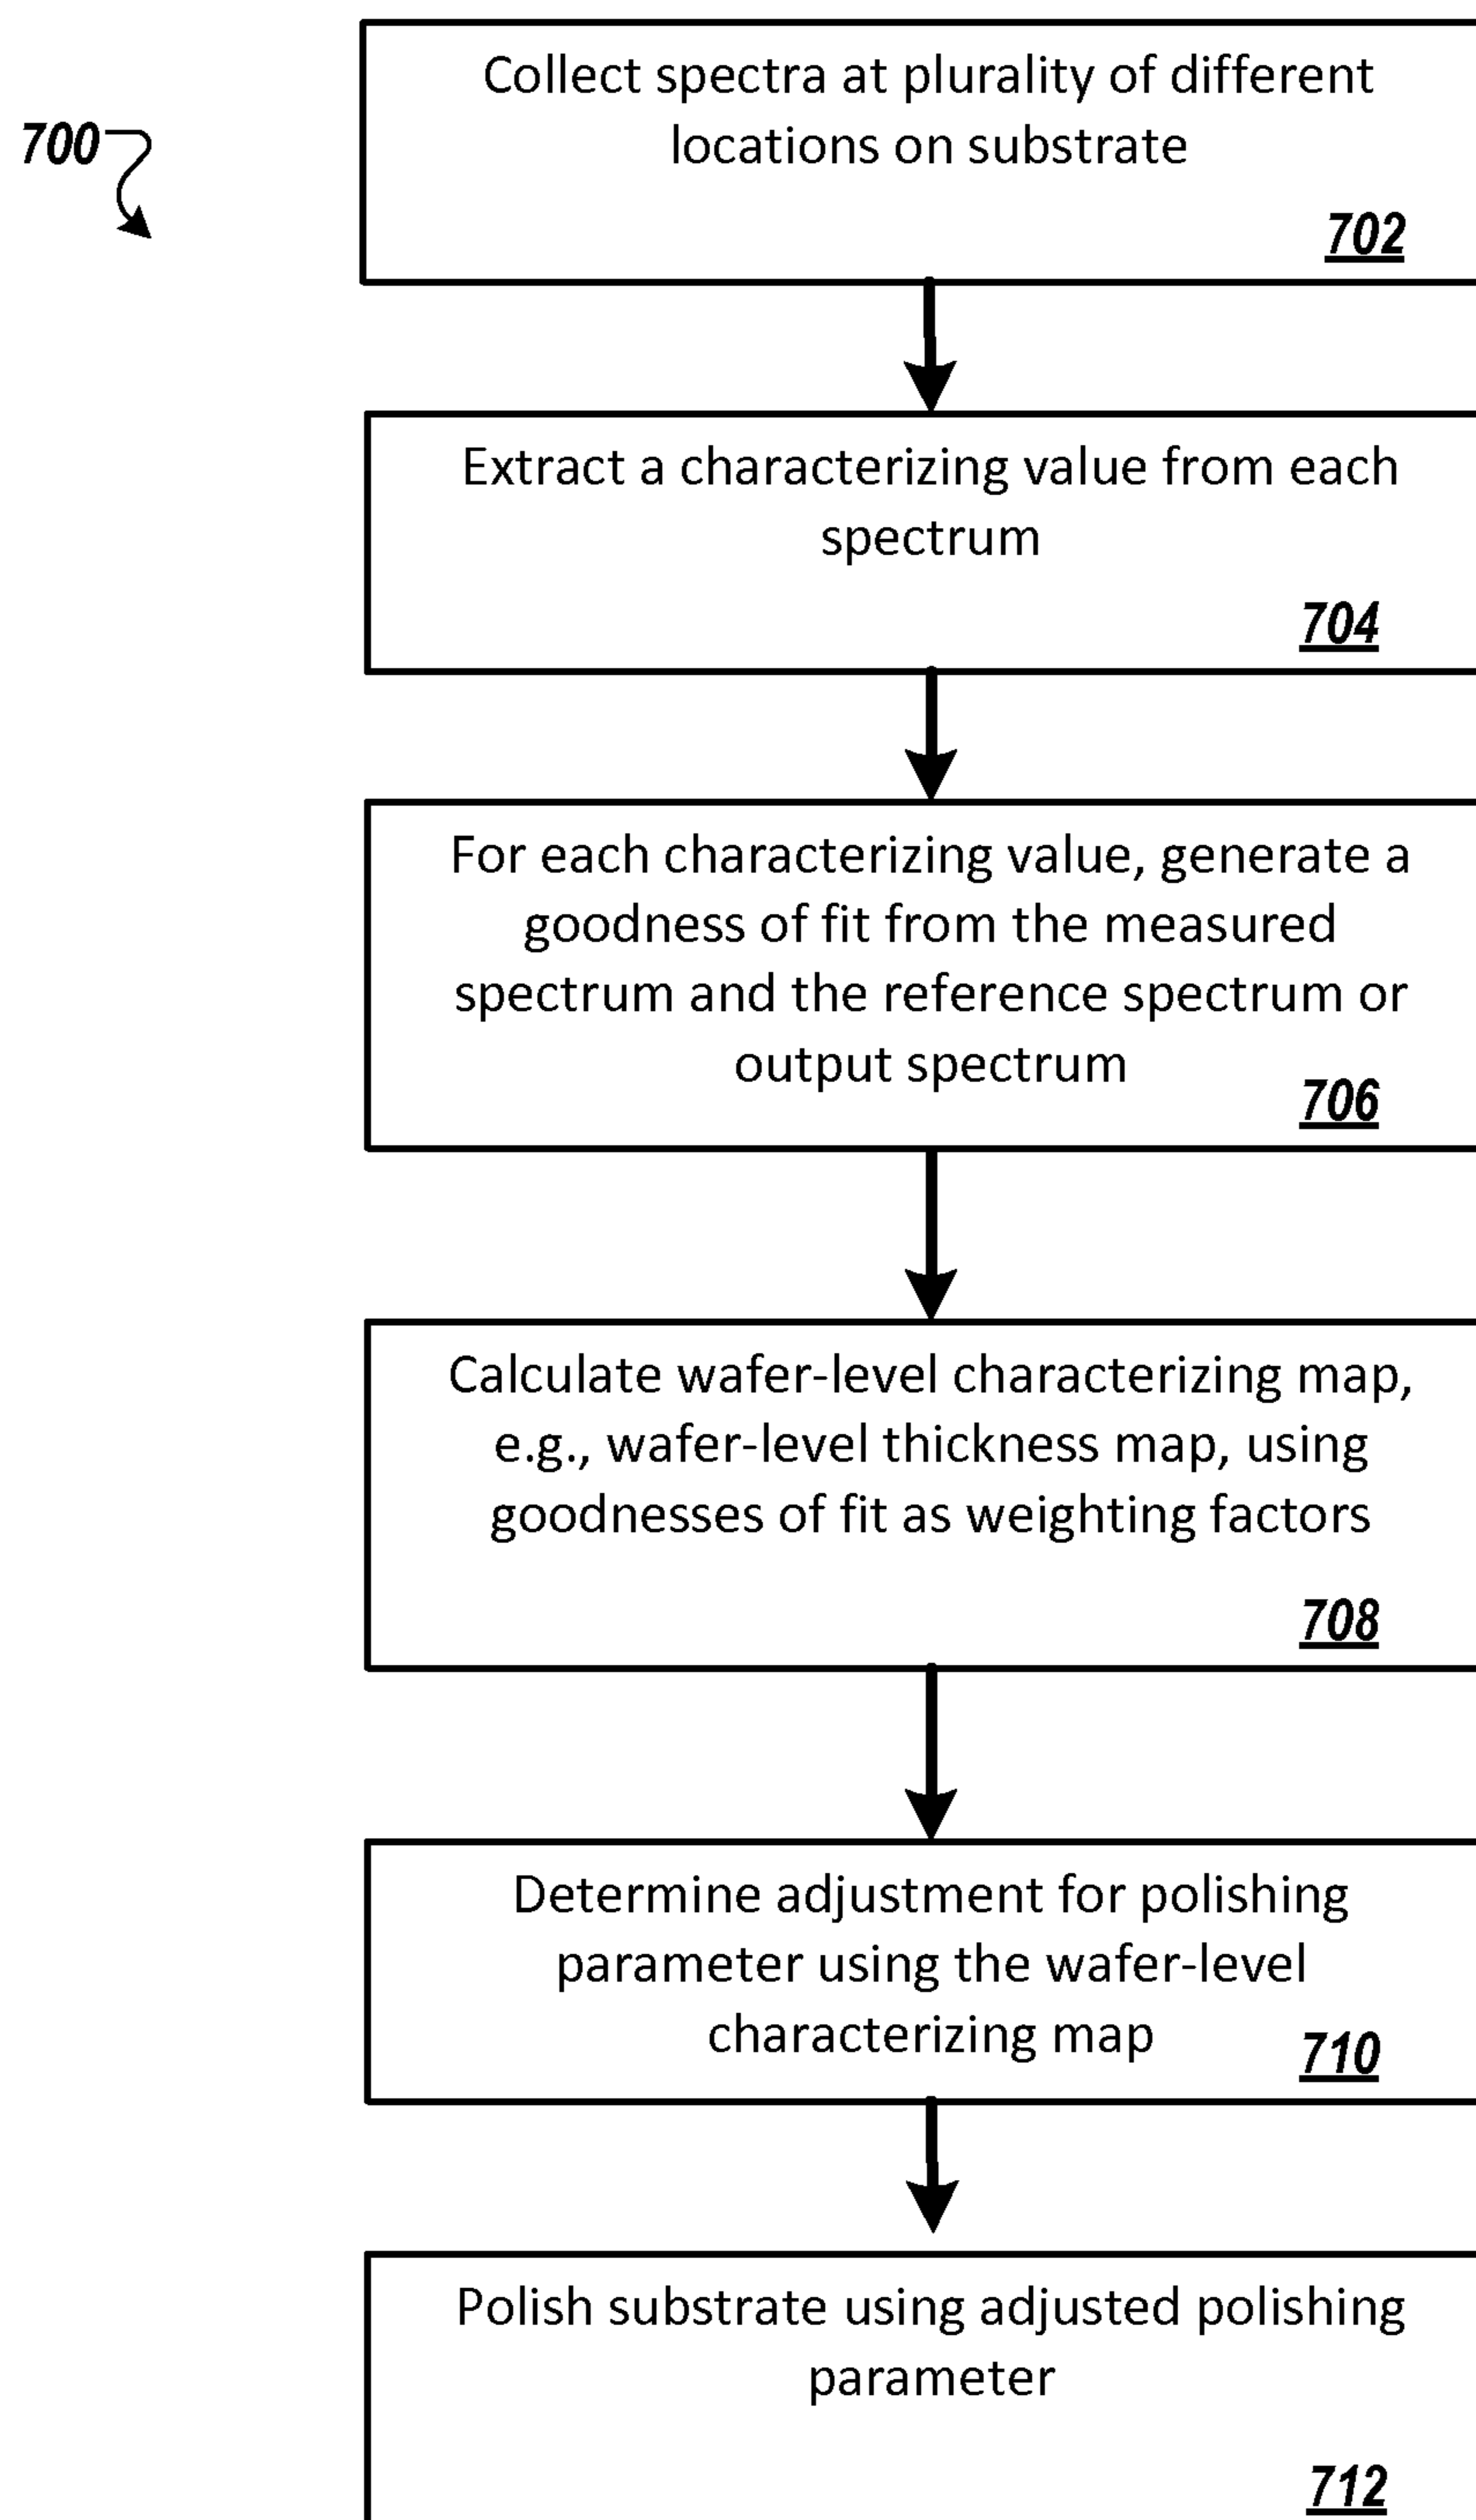 700
Collect spectra at plurality of different
locations on substrate
702
Extract a characterizing value from each
spectrum
704
For each characterizing value, generate a
goodness of fit from the measured
spectrum and the reference spectrum or
output spectrum
706
Calculate wafer-level characterizing map,
e.g., wafer-level thickness map, using
goodnesses of fit as weighting factors
708
Determine adjustment for polishing
parameter using the wafer-level
characterizing map
710
Polish substrate using adjusted polishing
parameter
712